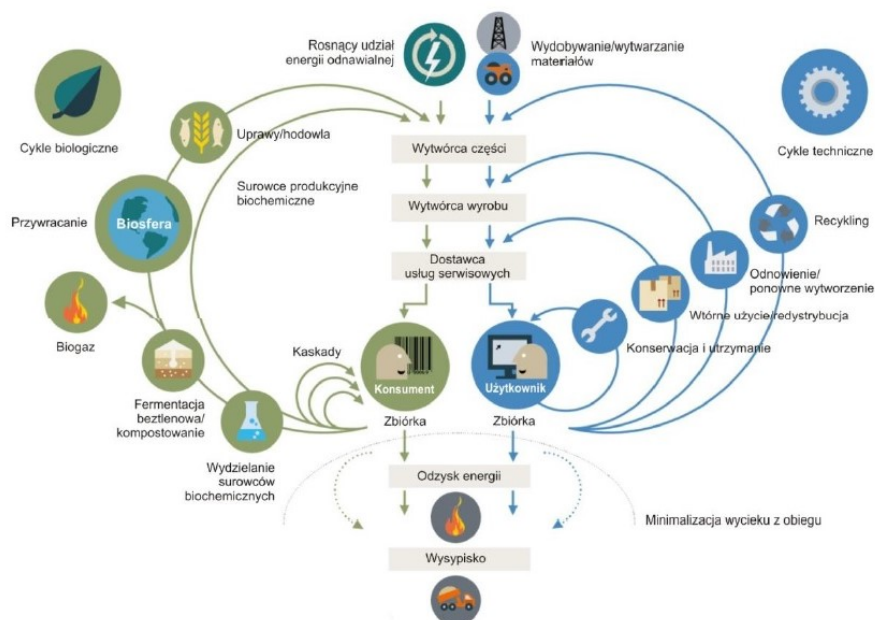 Rosnący udział
energii odnawialnej
Wydobywanie/wytwarzanie
materiałów
Cykle biologiczne
Uprawy/hodowla
Cykle techniczne
Wytwórca części
Surowce produkcyjne
biochemiczne
Wytwórca wyrobu
Przywracanie
Biosfera
Recykling
Dostawca
usług serwisowych
Odnowienie/
ponowne wytworzenie
Wtórne użycie/redystrybucja
Biogaz
Kaskady
Konserwacja i utrzymanie
Konsument
Użytkownik
Fermentacja
beztlenowa/
kompostowanie
Zbiórka
Zbiórka
Wydzielanie
surowców
biochemicznych
Odzysk energii
Minimalizacja wycieku z obiegu
Wysypisko